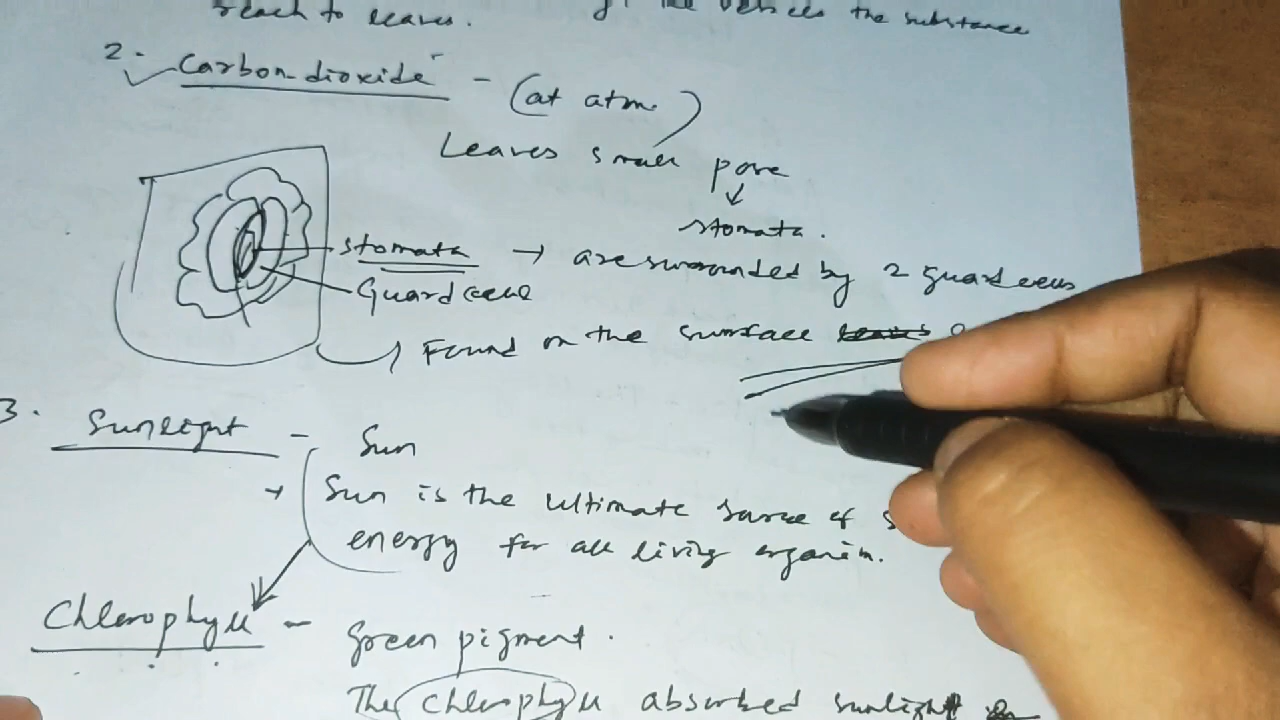 reach to leaves. the substance
2. Carbon-dioxide - (at atm.)
Leaves small pore
stomata.
stomata → are surrounded by 2 guard cells
Guard cell
Found on the surface
3. Sunlight - Sun
→ Sun is the ultimate source of
energy for all living organism.
Chlorophyll - green pigment.
The chlorophyll absorbed sunlight